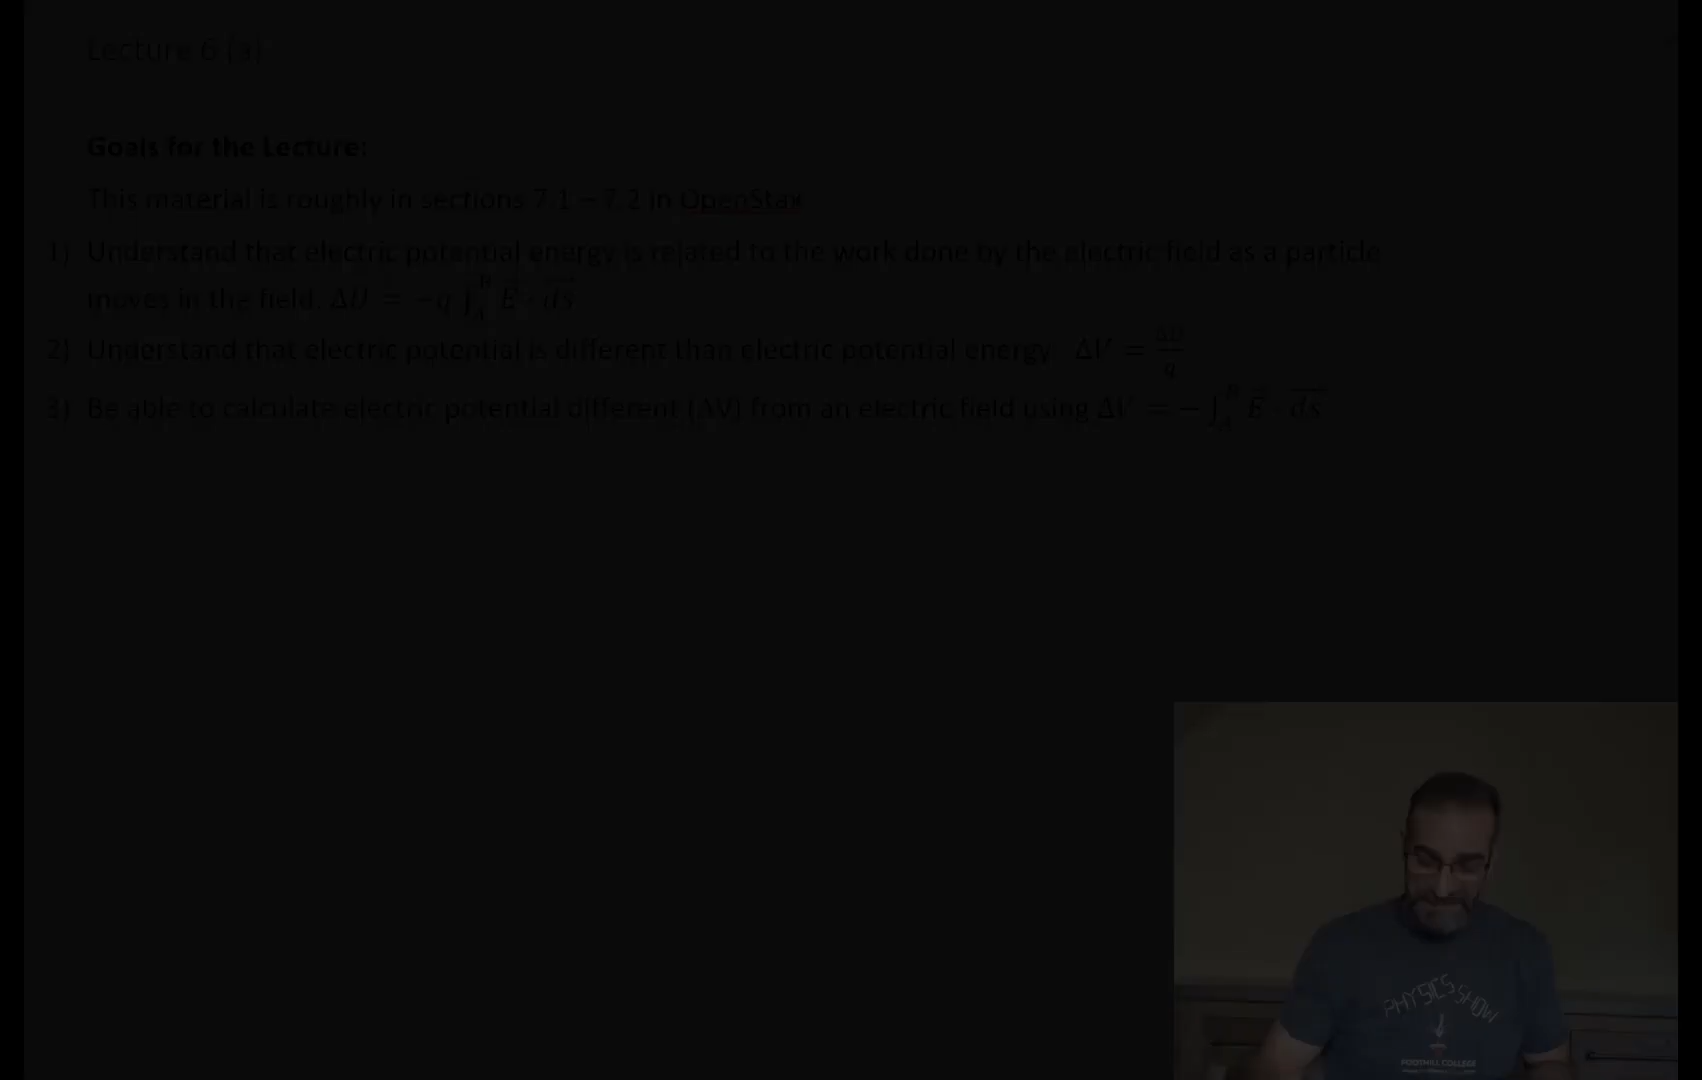 Lecture 6 (a)
Goals for the Lecture:
This material is roughly in sections 7.1 – 7.2 in OpenStax
1) Understand that electric potential energy is related to the work done by the electric field as a particle
moves in the field. ΔU = −q ∫_A^B E⃗ · ds⃗
2) Understand that electric potential is different than electric potential energy. ΔV = ΔU/q
3) Be able to calculate electric potential different (ΔV) from an electric field using ΔV = − ∫_A^B E⃗ · ds⃗
PHYSICS SHOW
FOOTHILL COLLEGE